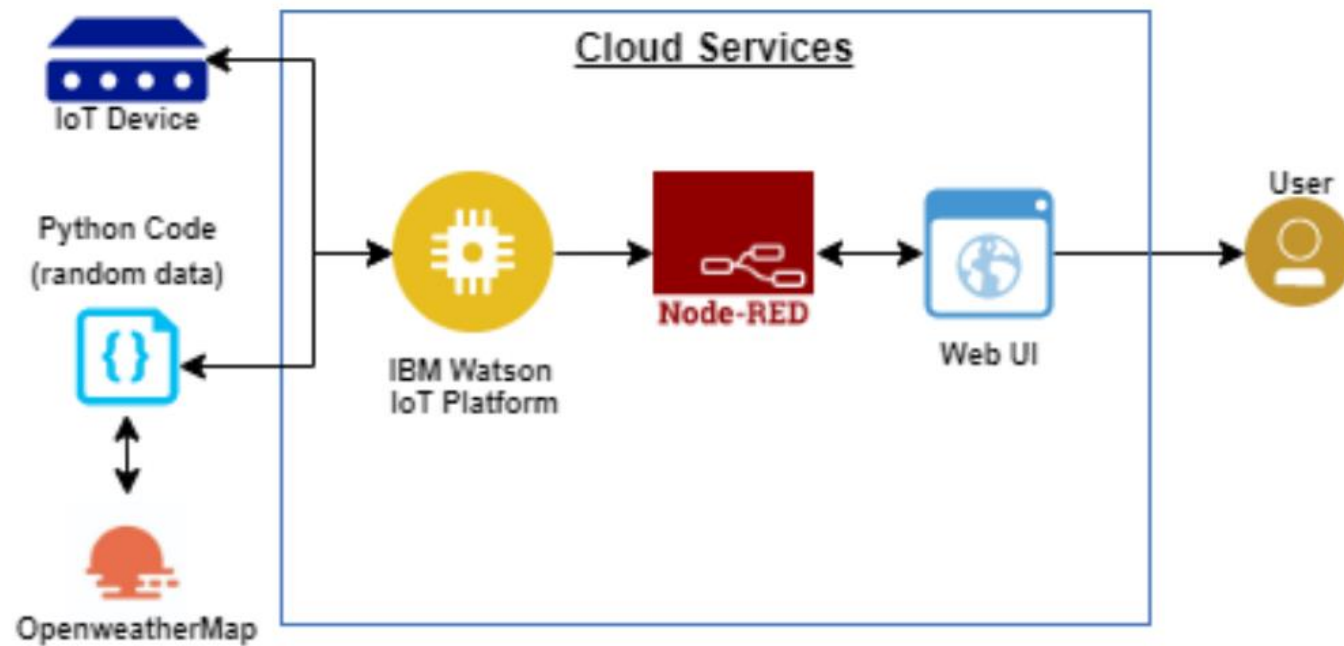 Cloud Services
IoT Device
Python Code
(random data)
IBM Watson
IoT Platform
Node-RED
Web UI
User
OpenweatherMap